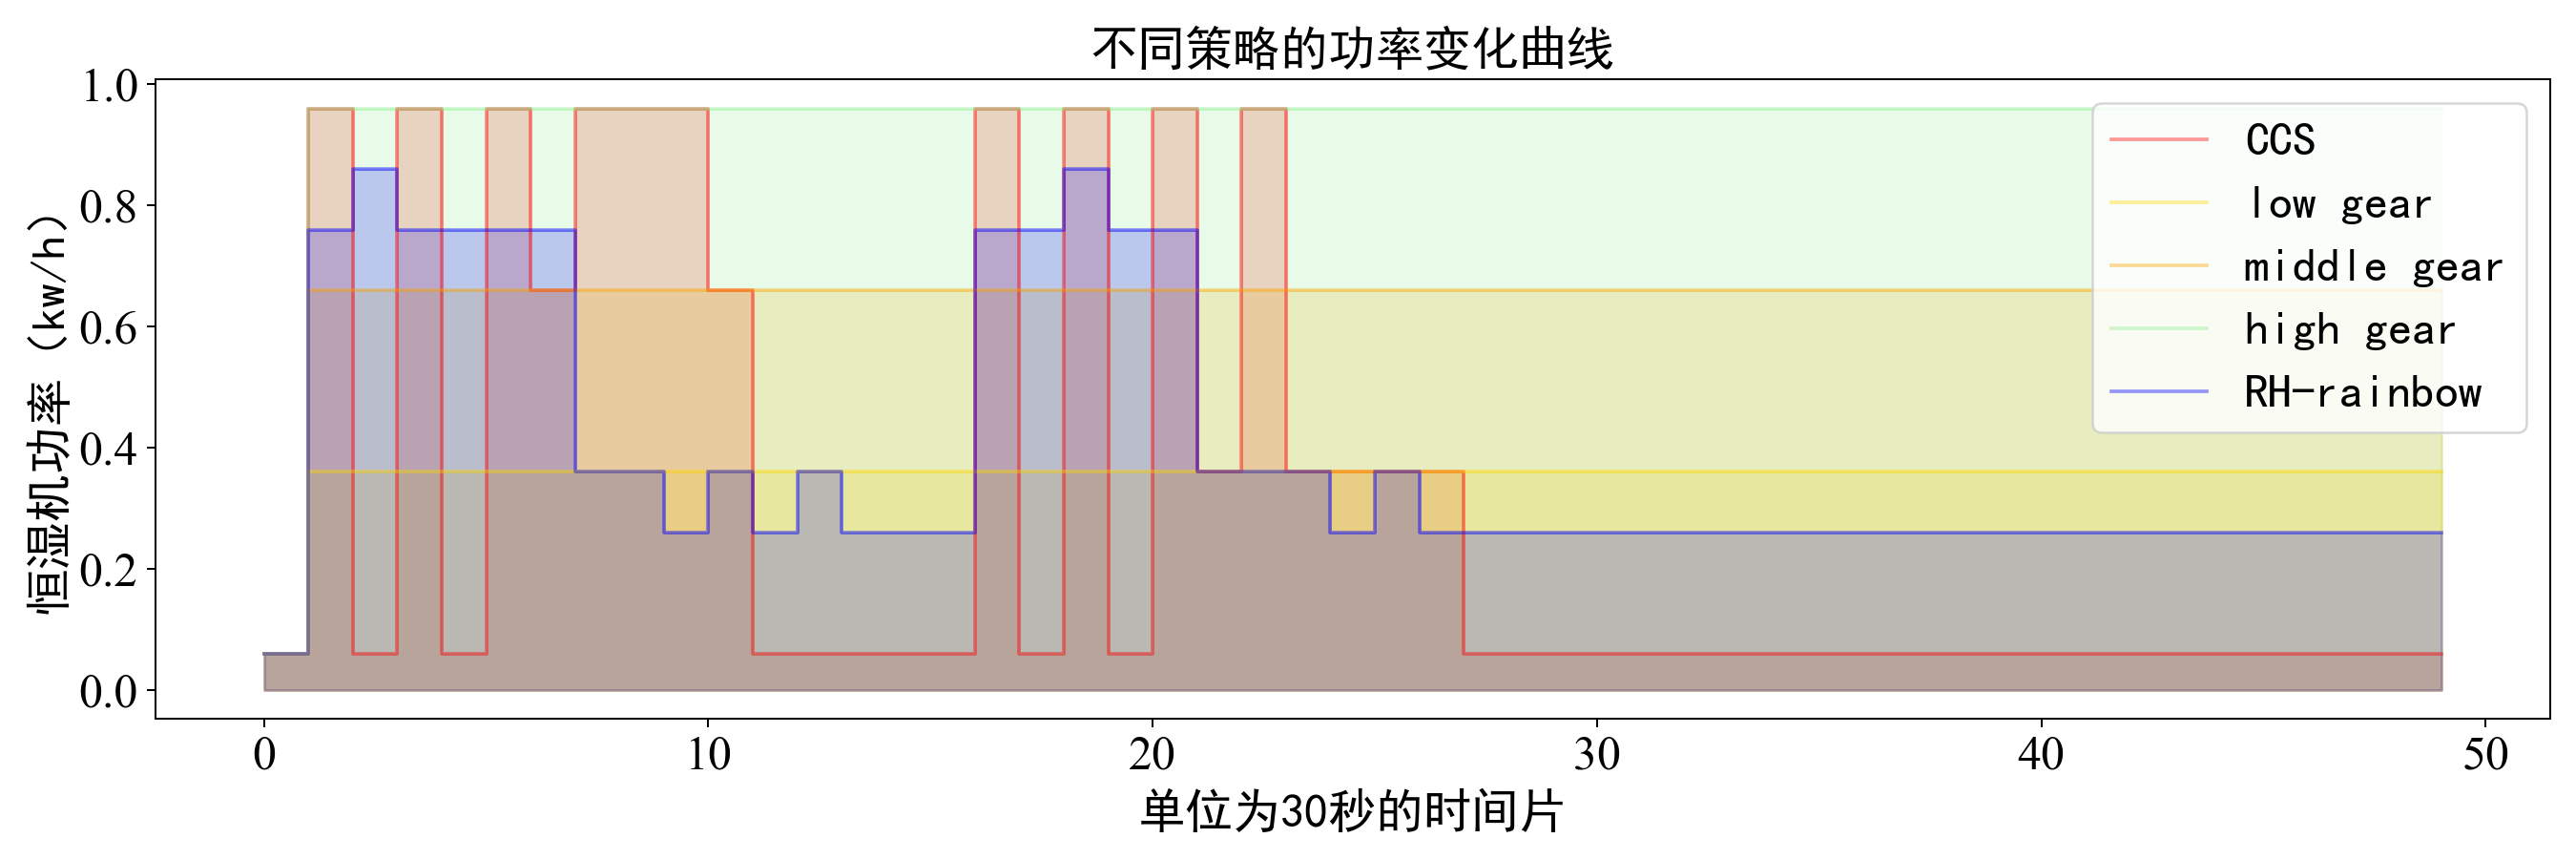 不同策略的功率变化曲线
恒湿机功率（kw/h）
1.0
0.8
0.6
0.4
0.2
0.0
CCS
low gear
middle gear
high gear
RH-rainbow
0 10 20 30 40 50
单位为30秒的时间片